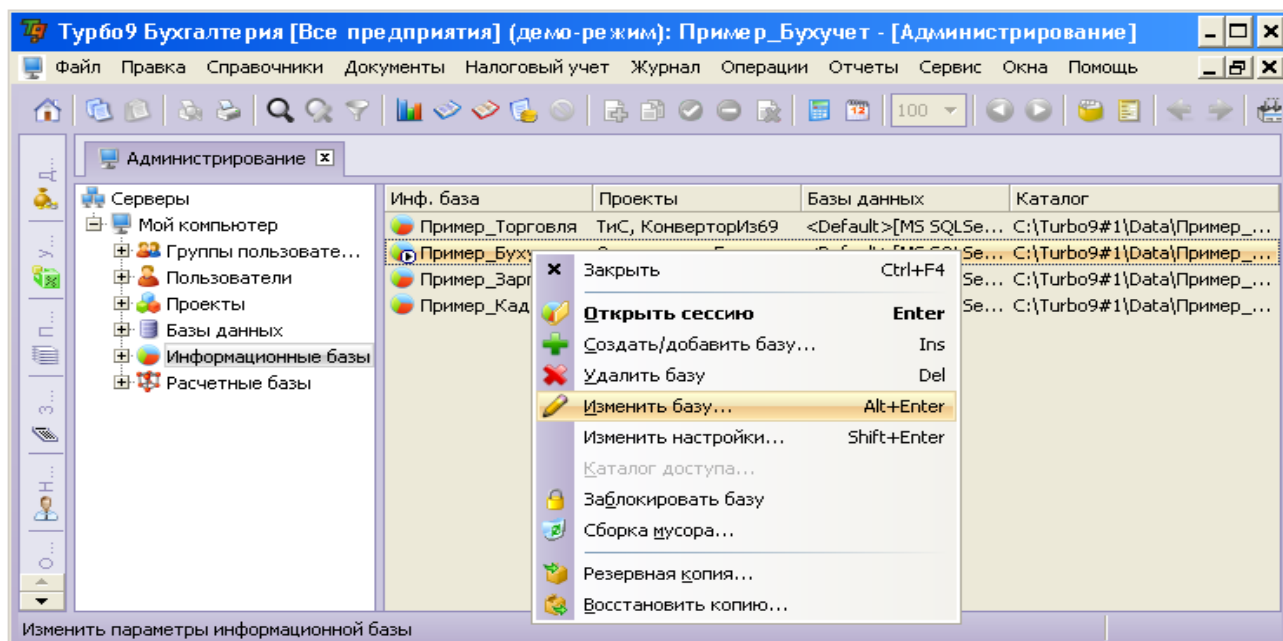 Турбо9 Бухгалтерия [Все предприятия] (демо-режим): Пример_Бухучет - [Администрирование]
Файл Правка Справочники Документы Налоговый учет Журнал Операции Отчеты Сервис Окна Помощь
100
12
Администрирование
Серверы
Мой компьютер
Группы пользовате...
Пользователи
Проекты
Базы данных
Информационные базы
Расчетные базы
Инф. база Проекты Базы данных Каталог
Пример_Торговля ТиС, КонверторИз69 <Default>[MS SQLSe... C:\Turbo9#1\Data\Пример_...
Пример_Буху Se... C:\Turbo9#1\Data\Пример_...
Пример_Зарп Se... C:\Turbo9#1\Data\Пример_...
Пример_Кад Se... C:\Turbo9#1\Data\Пример_...
Закрыть Ctrl+F4
Открыть сессию Enter
Создать/добавить базу... Ins
Удалить базу Del
Изменить базу... Alt+Enter
Изменить настройки... Shift+Enter
Каталог доступа...
Заблокировать базу
Сборка мусора...
Резервная копия...
Восстановить копию...
П...
З...
Н...
О...
Изменить параметры информационной базы